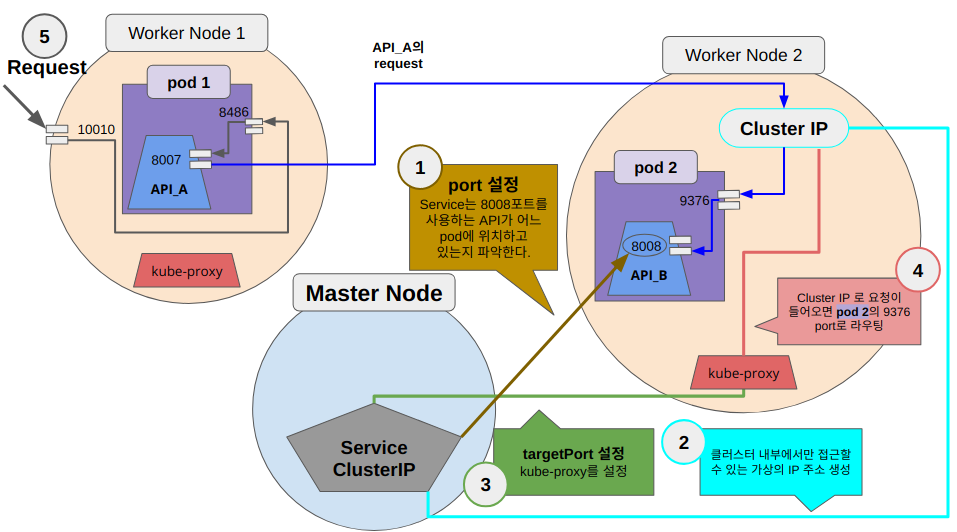 5
Request
Worker Node 1
pod 1
8486
10010
8007
API_A
kube-proxy
API_A의
request
1
port 설정
Service는 8008포트를
사용하는 API가 어느
pod에 위치하고
있는지 파악한다.
Worker Node 2
Cluster IP
pod 2
9376
8008
API_B
4
Cluster IP 로 요청이
들어오면 pod 2의 9376
port로 라우팅
kube-proxy
Master Node
Service
ClusterIP
targetPort 설정
kube-proxy를 설정
3
2
클러스터 내부에서만 접근할
수 있는 가상의 IP 주소 생성